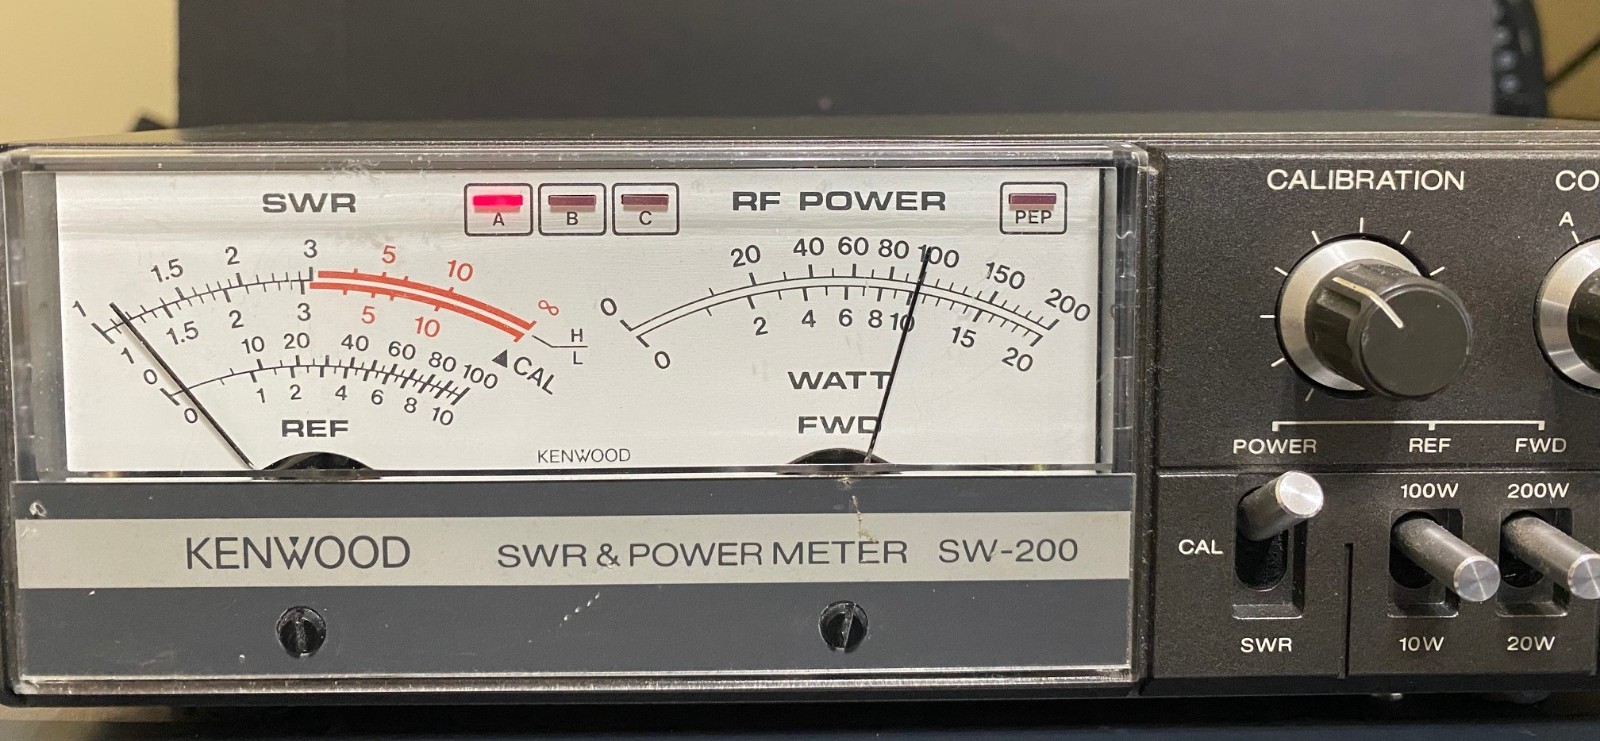 SWR
A B C
RF POWER
PEP
1 1.5 2 3 5 10 ∞
1 1.5 2 3 5 10
H
L
CAL
0 10 20 40 60 80 100
0 1 2 4 6 8 10
REF
0 20 40 60 80 100 150 200
0 2 4 6 8 10 15 20
WATT
FWD
KENWOOD
KENWOOD SWR & POWER METER SW-200
CALIBRATION
CO
A
POWER REF FWD
100W 200W
CAL
SWR 10W 20W